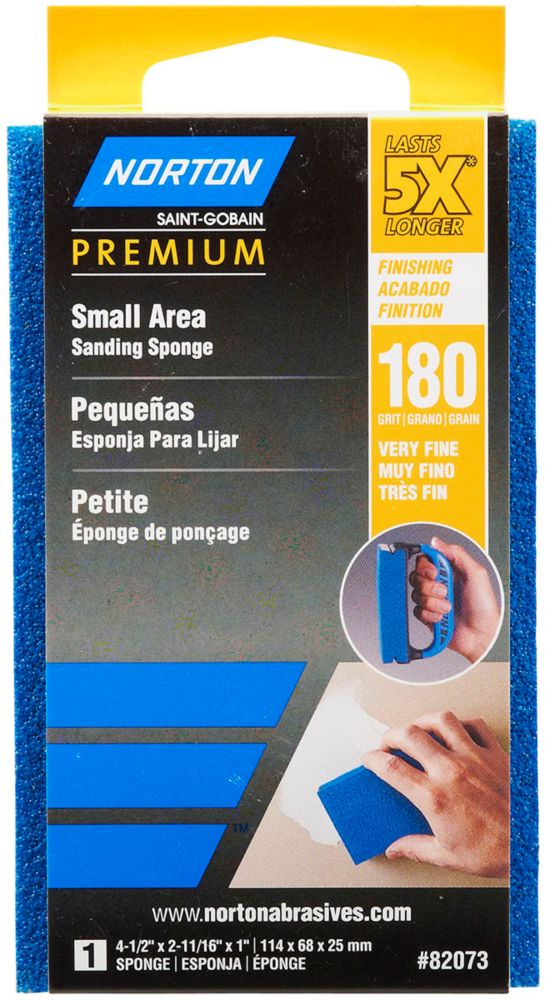 NORTON
SAINT-GOBAIN
PREMIUM
LASTS
5X*
LONGER
FINISHING
ACABADO
FINITION
Small Area
Sanding Sponge
180
GRIT | GRANO | GRAIN
Pequeñas
Esponja Para Lijar
VERY FINE
MUY FINO
TRÈS FIN
Petite
Éponge de ponçage
TM
www.nortonabrasives.com
1 4-1/2" x 2-11/16" x 1" | 114 x 68 x 25 mm
SPONGE | ESPONJA | ÉPONGE
#82073